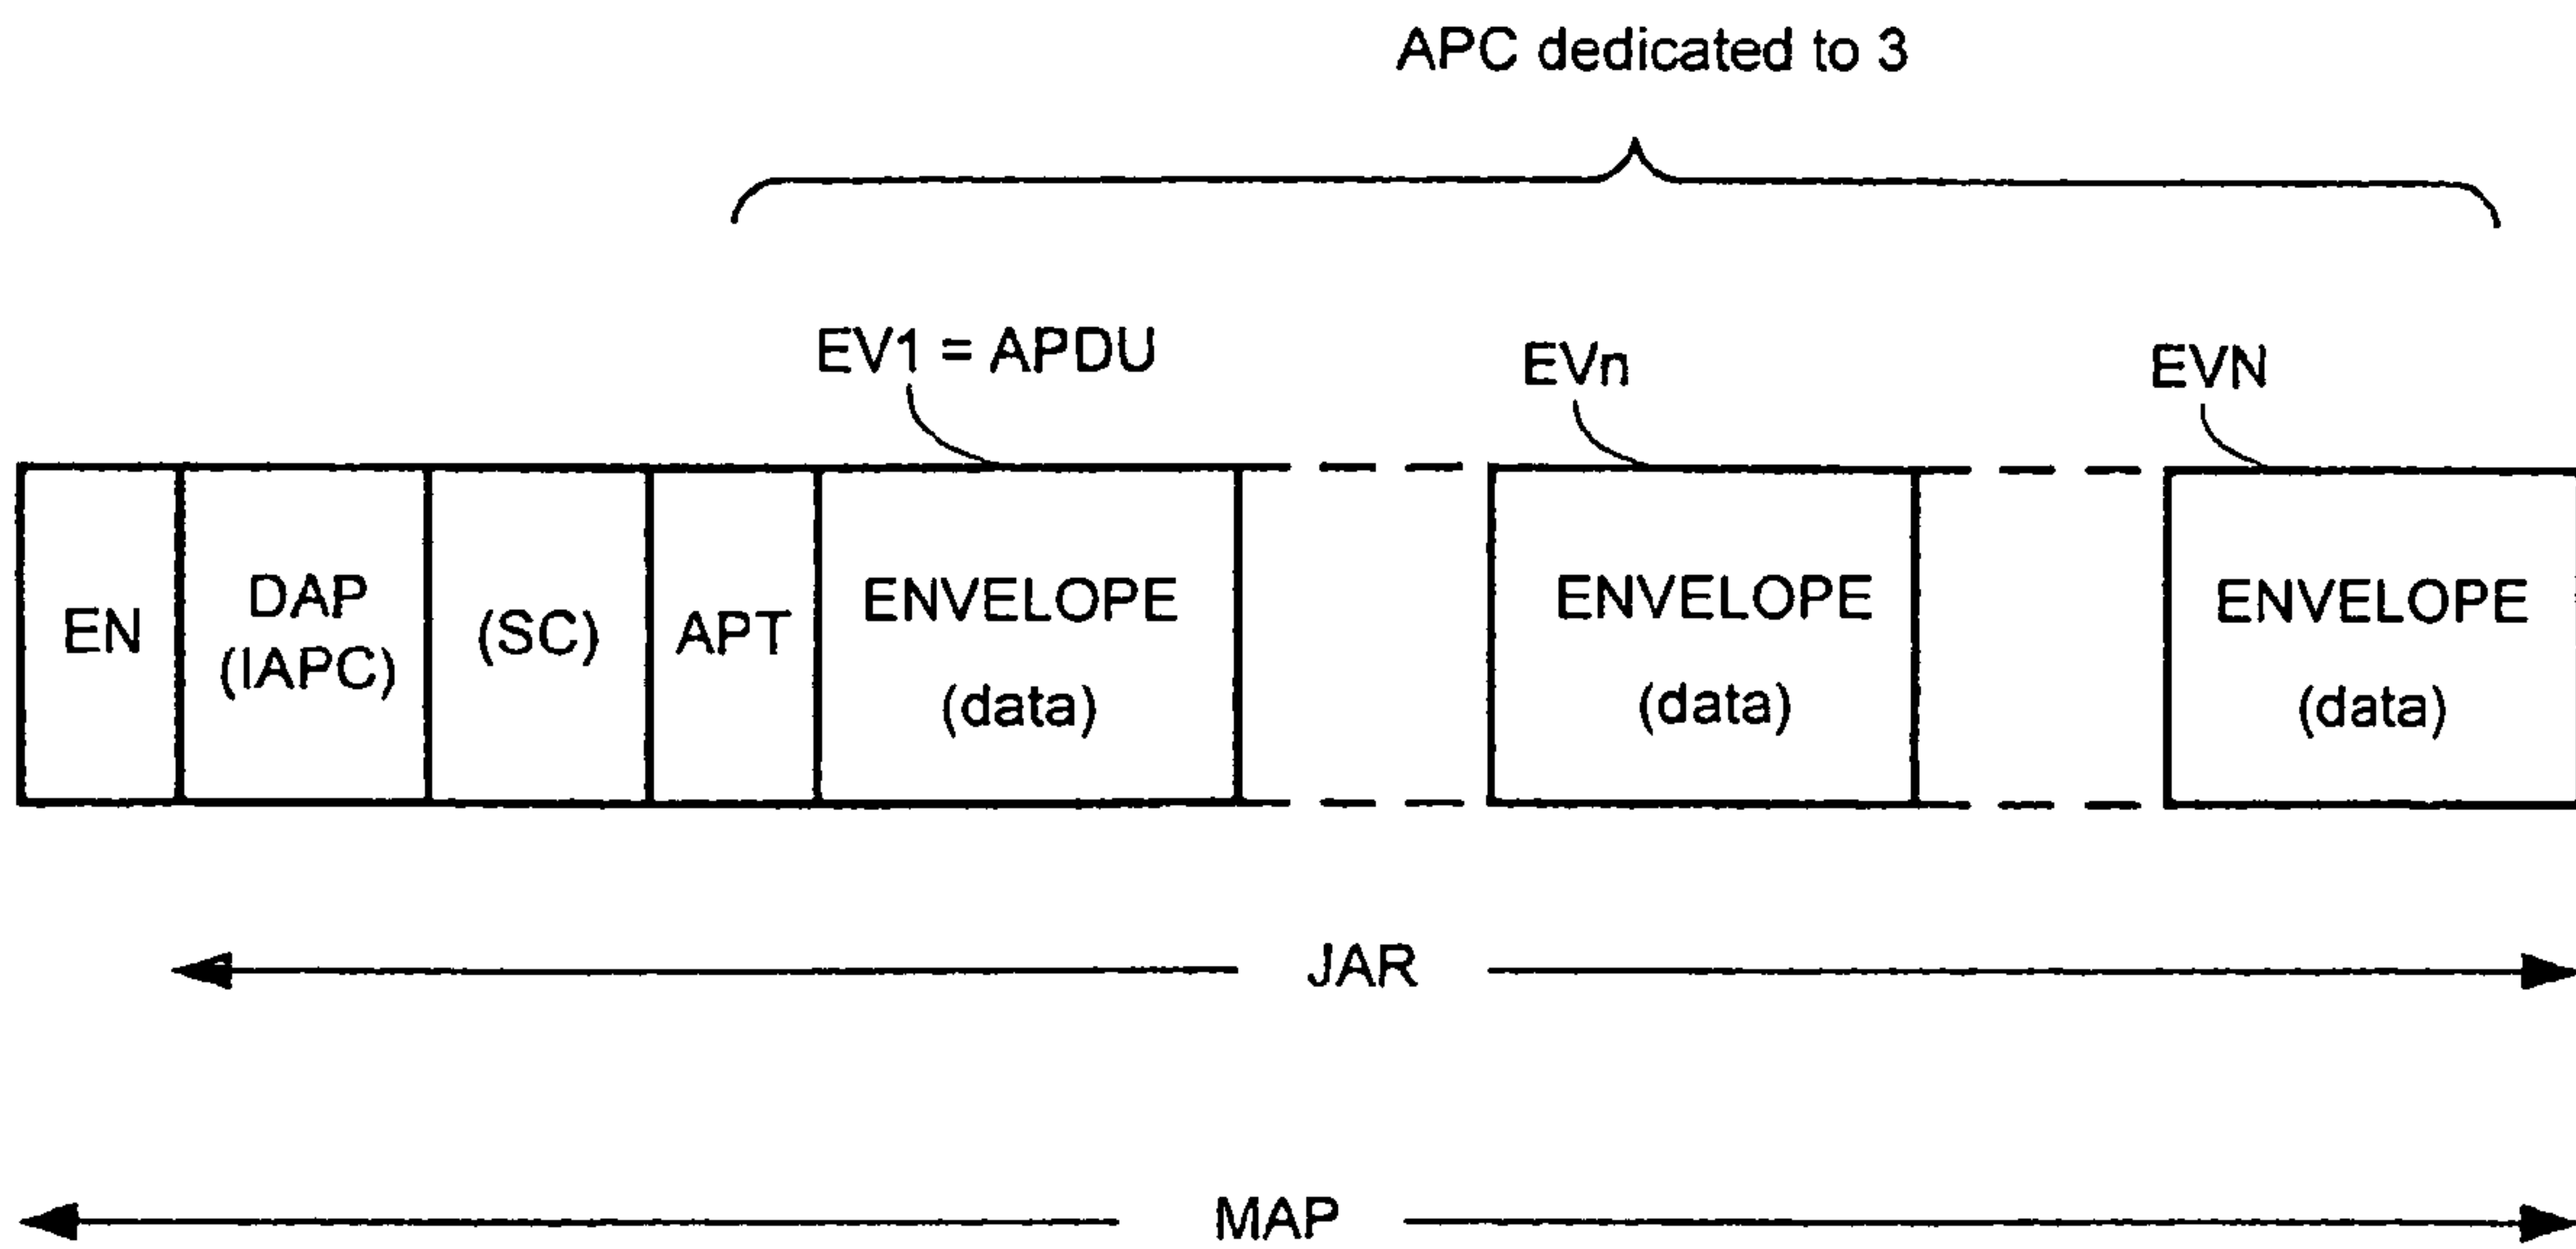 APC dedicated to 3
EV1 = APDU
EVn
EVN
EN
DAP
(IAPC)
(SC)
APT
ENVELOPE
(data)
ENVELOPE
(data)
ENVELOPE
(data)
JAR
MAP